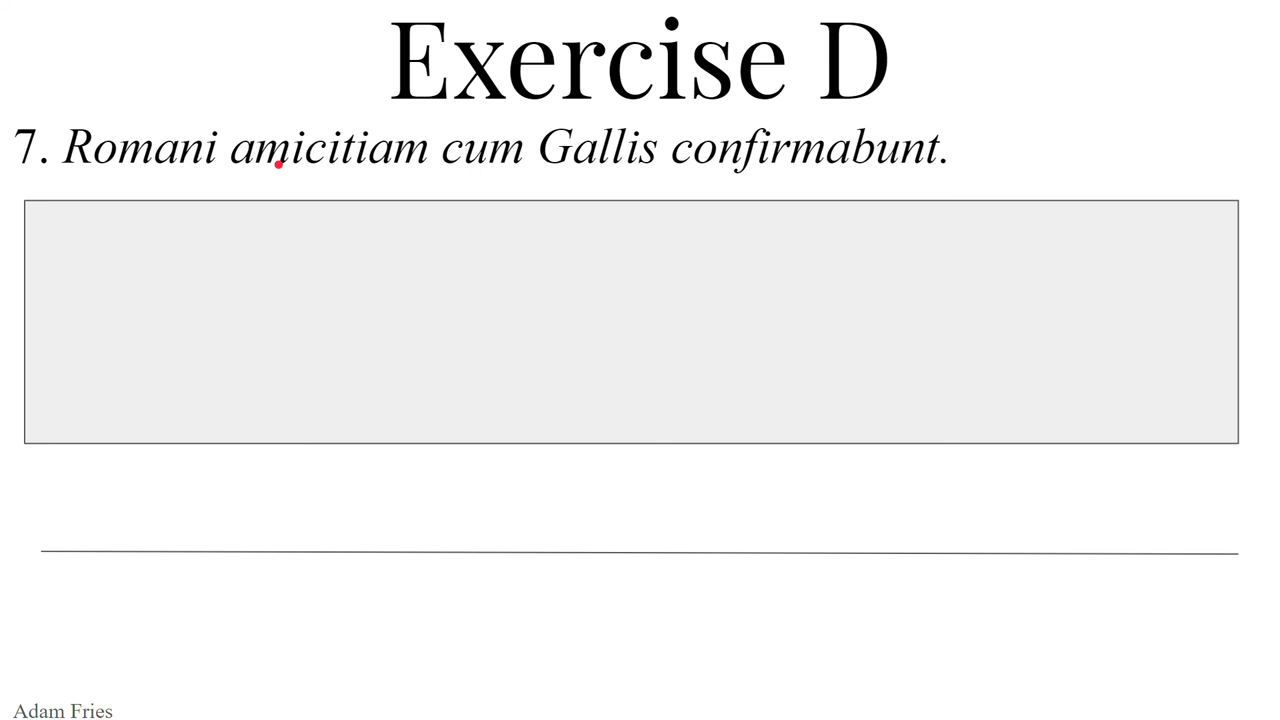 Exercise D
7. Romani amicitiam cum Gallis confirmabunt.
Adam Fries